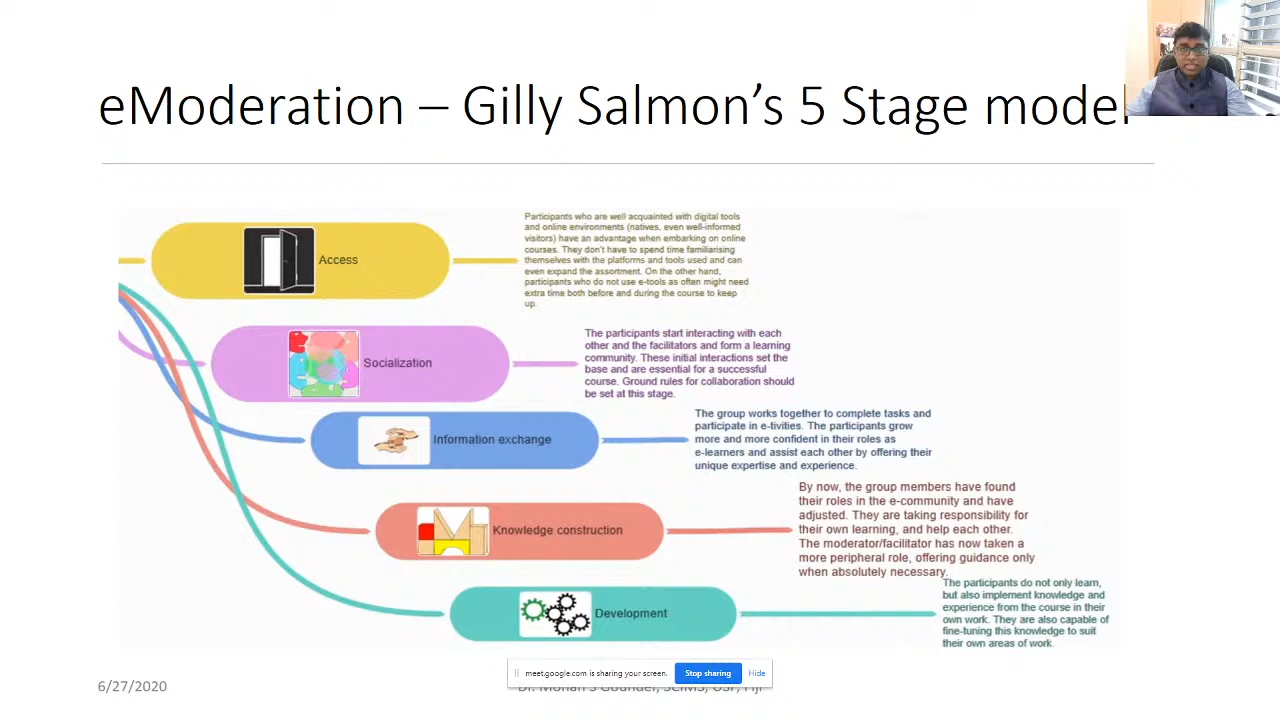 eModeration – Gilly Salmon's 5 Stage model
Access
Participants who are well acquainted with digital tools
and online environments (natives, even well-informed
visitors) have an advantage when embarking on online
courses. They don't have to spend time familiarising
themselves with the platforms and tools used and can
even expand the assortment. On the other hand,
participants who do not use e-tools as often might need
extra time both before and during the course to keep
up.
Socialization
The participants start interacting with each
other and the facilitators and form a learning
community. These initial interactions set the
base and are essential for a successful
course. Ground rules for collaboration should
be set at this stage.
Information exchange
The group works together to complete tasks and
participate in e-tivities. The participants grow
more and more confident in their roles as
e-learners and assist each other by offering their
unique expertise and experience.
Knowledge construction
By now, the group members have found
their roles in the e-community and have
adjusted. They are taking responsibility for
their own learning, and help each other.
The moderator/facilitator has now taken a
more peripheral role, offering guidance only
when absolutely necessary.
Development
The participants do not only learn,
but also implement knowledge and
experience from the course in their
own work. They are also capable of
fine-tuning this knowledge to suit
their own areas of work.
meet.google.com is sharing your screen. Stop sharing Hide
6/27/2020